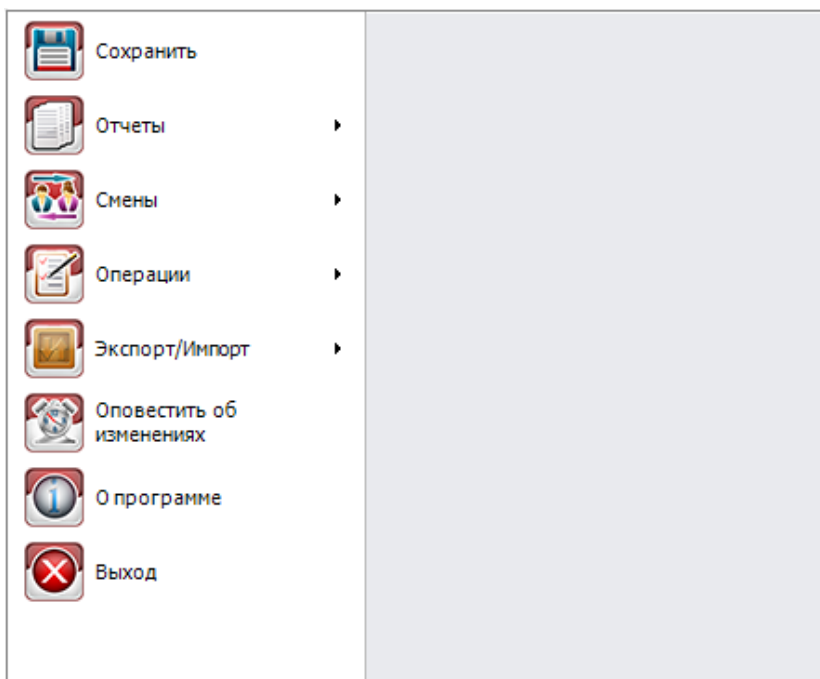 Сохранить
Отчеты
Смены
Операции
Экспорт/Импорт
Оповестить об
изменениях
О программе
Выход